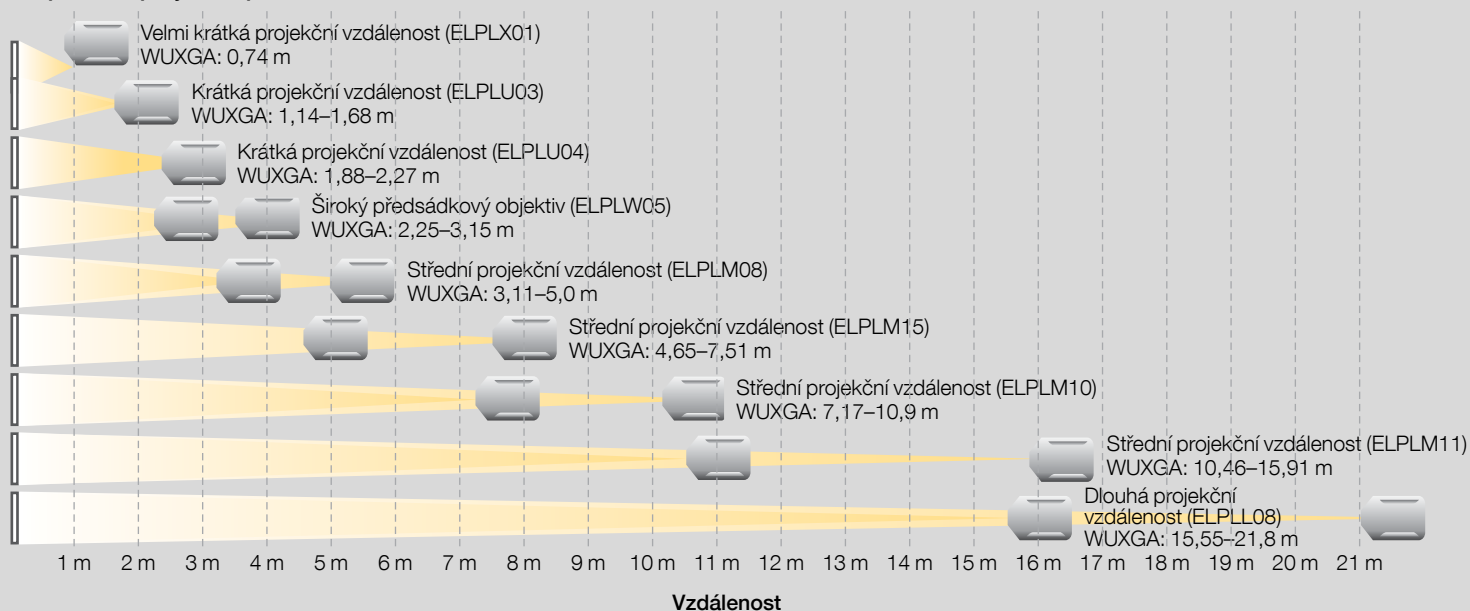 Velmi krátká projekční vzdálenost (ELPLX01)
WUXGA: 0,74 m
Krátká projekční vzdálenost (ELPLU03)
WUXGA: 1,14–1,68 m
Krátká projekční vzdálenost (ELPLU04)
WUXGA: 1,88–2,27 m
Široký předsádkový objektiv (ELPLW05)
WUXGA: 2,25–3,15 m
Střední projekční vzdálenost (ELPLM08)
WUXGA: 3,11–5,0 m
Střední projekční vzdálenost (ELPLM15)
WUXGA: 4,65–7,51 m
Střední projekční vzdálenost (ELPLM10)
WUXGA: 7,17–10,9 m
Střední projekční vzdálenost (ELPLM11)
WUXGA: 10,46–15,91 m
Dlouhá projekční
vzdálenost (ELPLL08)
WUXGA: 15,55–21,8 m
1 m 2 m 3 m 4 m 5 m 6 m 7 m 8 m 9 m 10 m 11 m 12 m 13 m 14 m 15 m 16 m 17 m 18 m 19 m 20 m 21 m
Vzdálenost